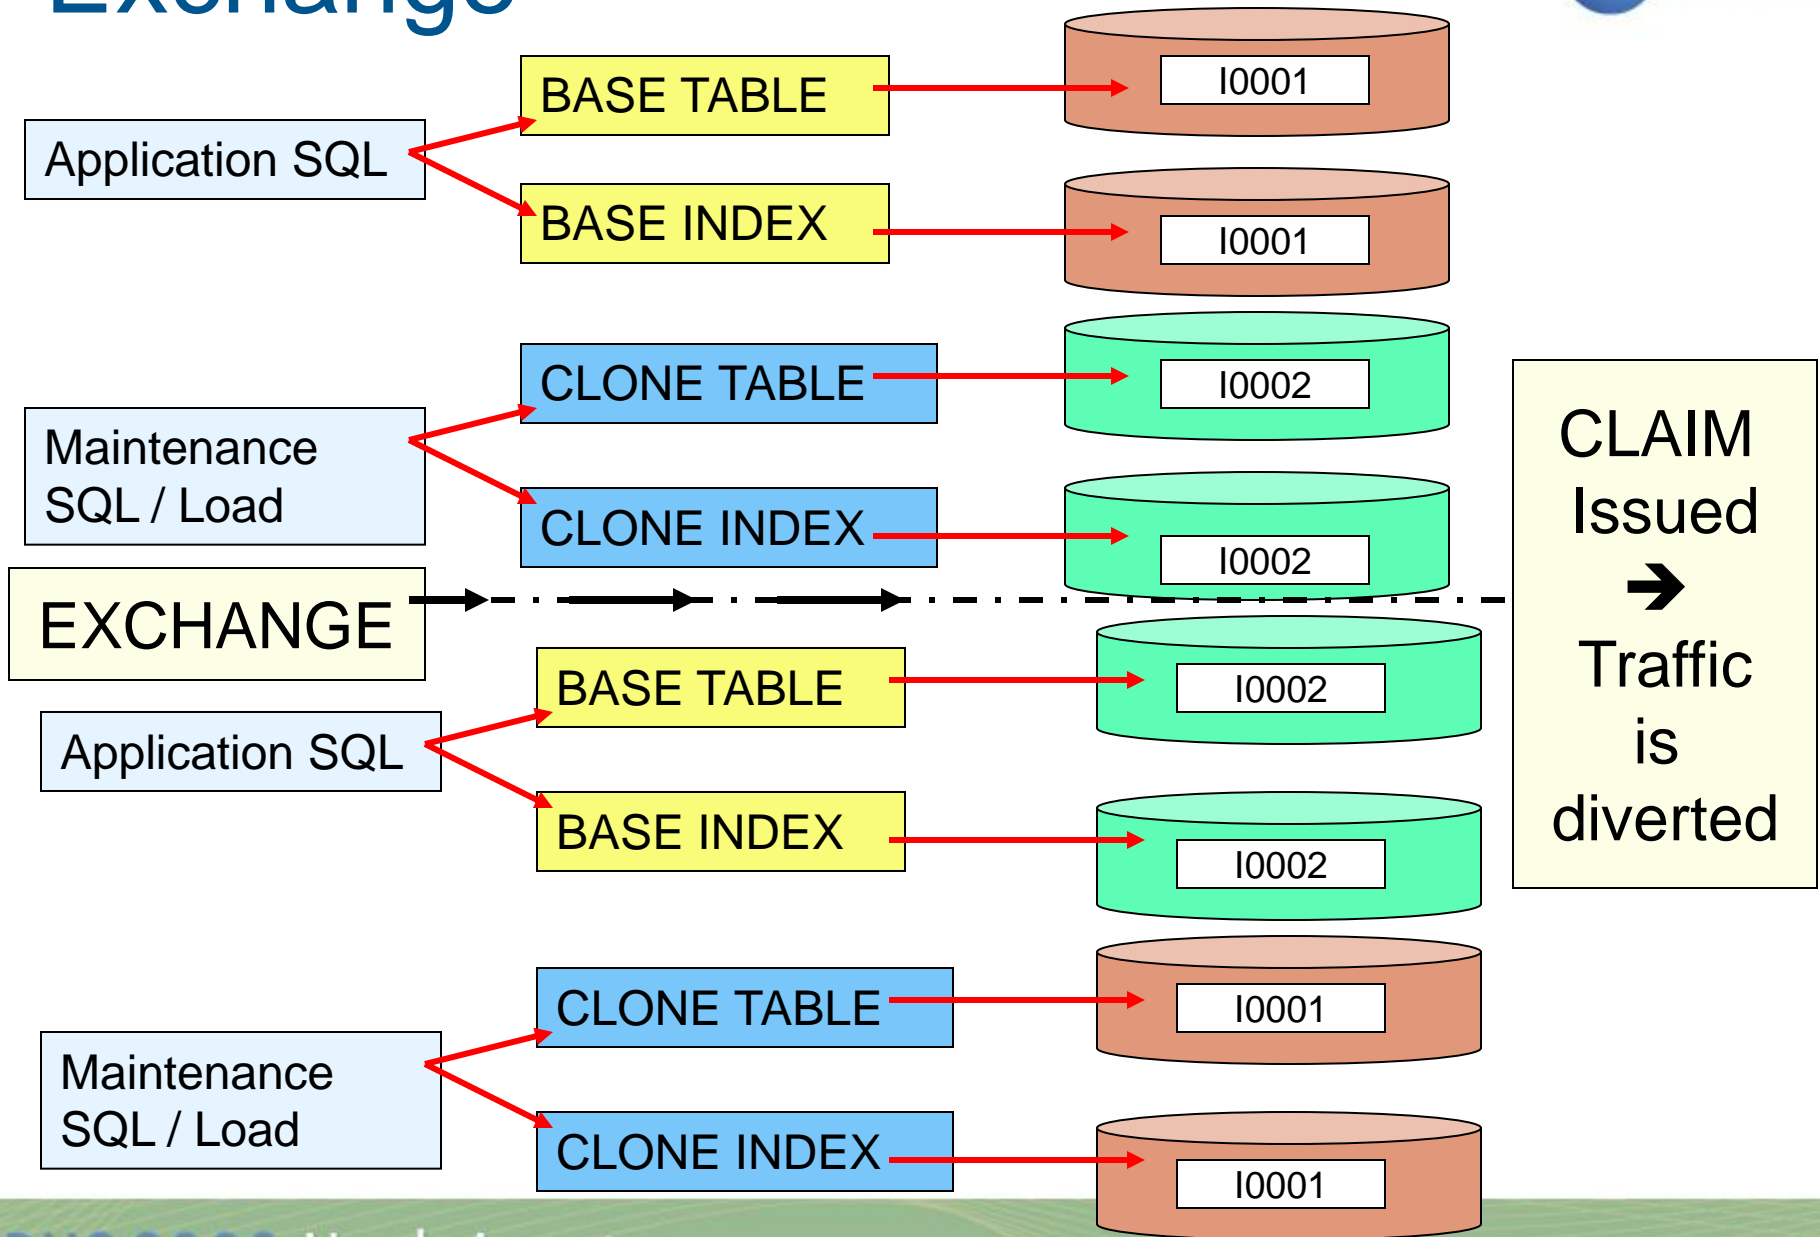 Exchange
BASE TABLE
I0001
Application SQL
BASE INDEX
I0001
CLONE TABLE
I0002
Maintenance
SQL / Load
CLONE INDEX
I0002
CLAIM
Issued
➔
Traffic
is
diverted
EXCHANGE
BASE TABLE
I0002
Application SQL
BASE INDEX
I0002
CLONE TABLE
I0001
Maintenance
SQL / Load
CLONE INDEX
I0001